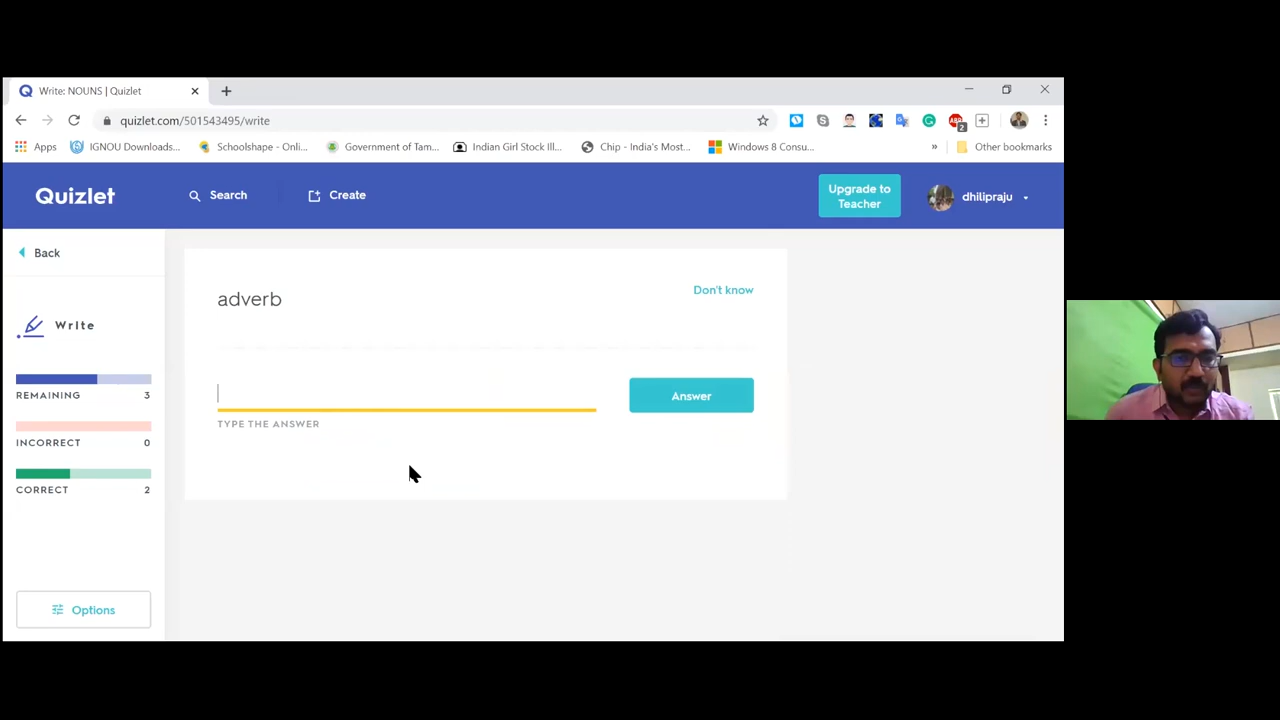 Write: NOUNS | Quizlet
quizlet.com/501543495/write
2
Apps
IGNOU Downloads...
Schoolshape - Onli...
Government of Tam...
Indian Girl Stock Ill...
Chip - India's Most...
Windows 8 Consu...
»
Other bookmarks
Quizlet
Search
Create
Upgrade to
Teacher
dhilipraju
Back
Write
REMAINING 3
INCORRECT 0
CORRECT 2
Options
adverb
Don't know
Answer
TYPE THE ANSWER